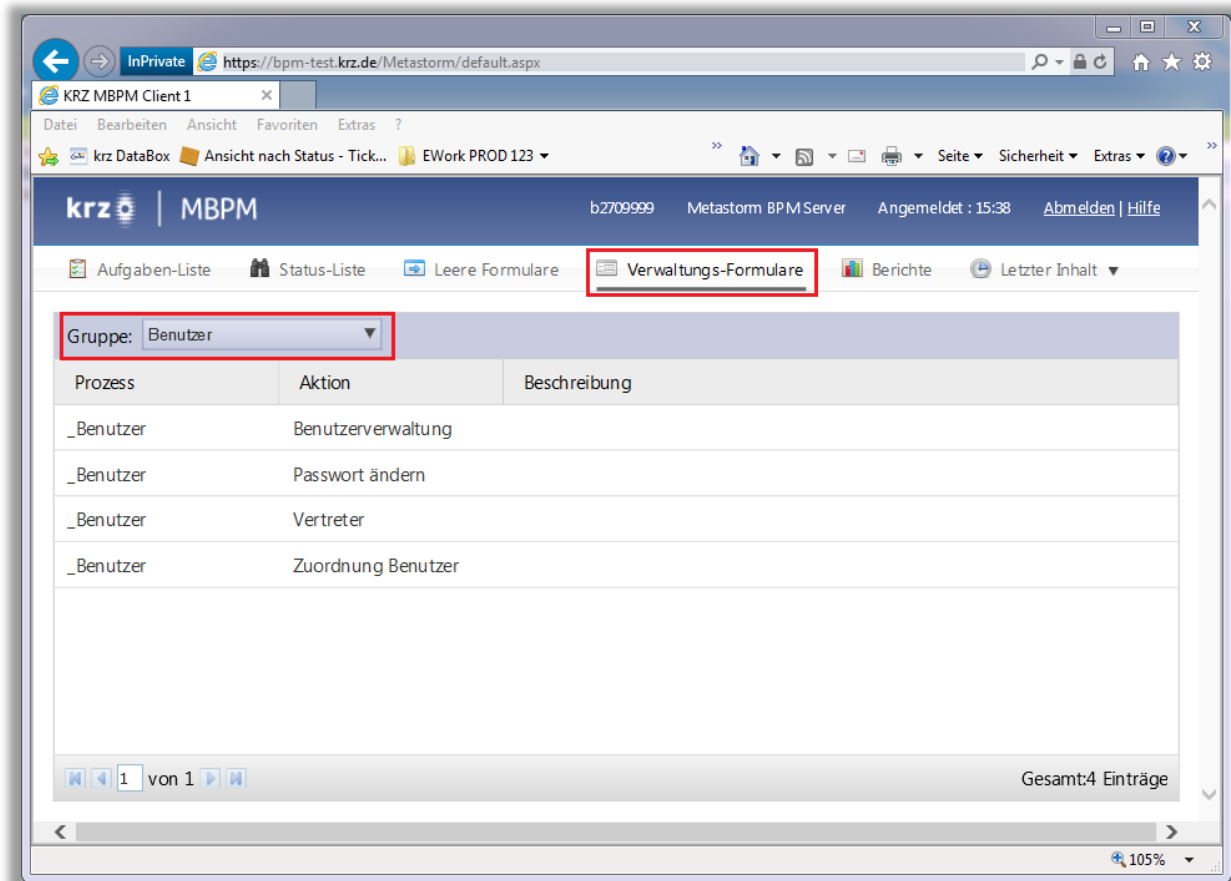 InPrivate https://bpm-test.krz.de/Metastorm/default.aspx
KRZ MBPM Client 1
Datei Bearbeiten Ansicht Favoriten Extras ?
krz DataBox Ansicht nach Status - Tick... EWork PROD 123 Seite Sicherheit Extras
krz | MBPM b2709999 Metastorm BPM Server Angemeldet : 15:38 Abmelden | Hilfe
Aufgaben-Liste Status-Liste Leere Formulare Verwaltungs-Formulare Berichte Letzter Inhalt
Gruppe: Benutzer
Prozess Aktion Beschreibung
_Benutzer Benutzerverwaltung
_Benutzer Passwort ändern
_Benutzer Vertreter
_Benutzer Zuordnung Benutzer
1 von 1 Gesamt:4 Einträge
105%